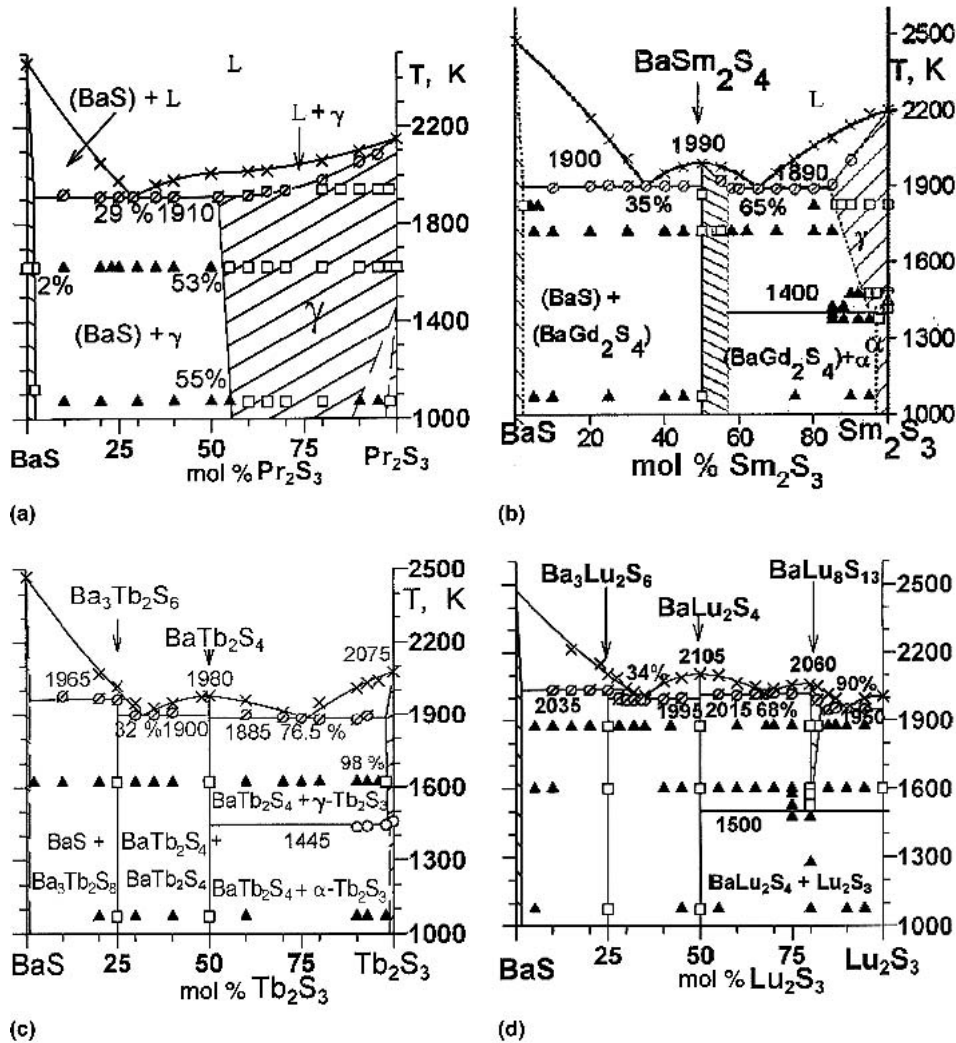 L
T, K
(BaS) + L
L + γ
2200
1900
29 % 1910
2%
53%
1600
γ
(BaS) + γ
1400
55%
1000
BaS 25 50 75 Pr₂S₃
mol % Pr₂S₃
(a)
2500
T, K
BaSm₂S₄
L
2200
1990
1900
1890
1900
35%
65%
γ
1600
1400
(BaS) +
(BaGd₂S₄)
1300
(BaGd₂S₄)+α
α
1000
BaS 20 40 60 80 Sm₂S₃
mol % Sm₂S₃
(b)
2500
T, K
Ba₃Tb₂S₆
BaTb₂S₄
2200
2075
1965
1980
1900
32 % 1900
1885 76.5 %
98 %
1600
BaTb₂S₄ + γ-Tb₂S₃
1445
BaS +
BaTb₂S₄ +
1300
Ba₃Tb₂S₈
BaTb₂S₄
BaTb₂S₄ + α-Tb₂S₃
1000
BaS 25 50 75 Tb₂S₃
mol % Tb₂S₃
(c)
BaLu₈S₁₃
Ba₃Lu₂S₆
2500
BaLu₂S₄
T, K
2105
2200
2060
34%
90%
2035
1995 2015 68%
1950
1900
1600
1500
1300
BaLu₂S₄ + Lu₂S₃
1000
BaS 25 50 75 Lu₂S₃
mol % Lu₂S₃
(d)